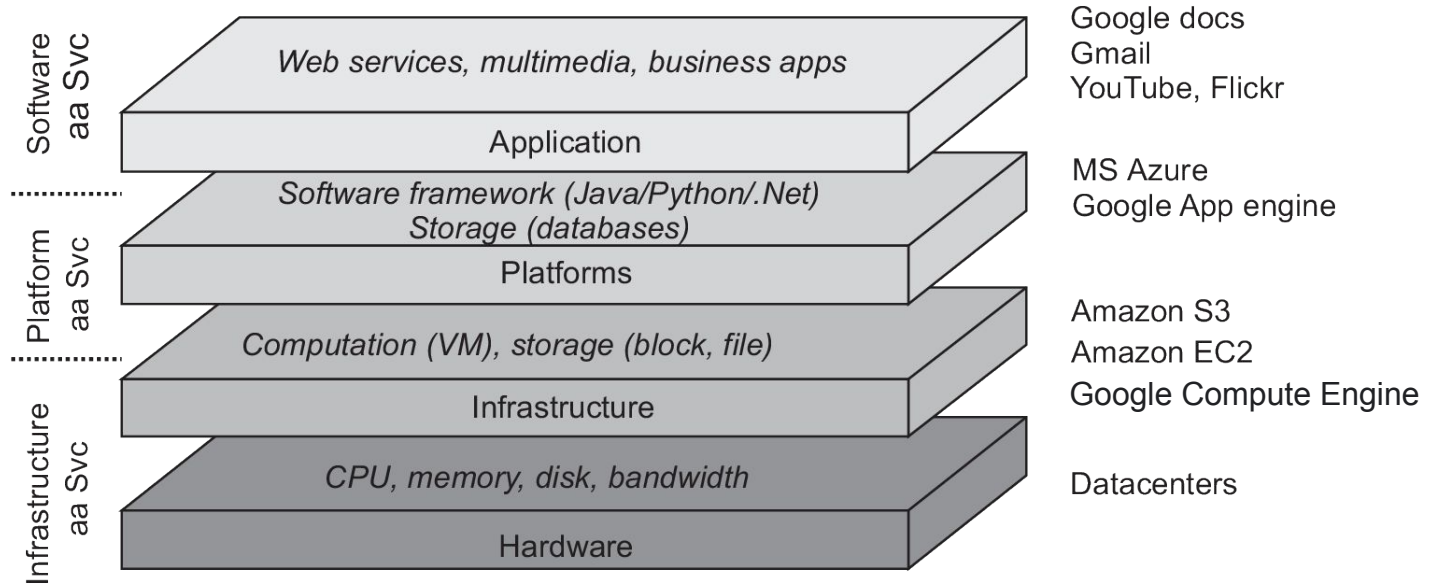 Software
aa Svc
Web services, multimedia, business apps
Application
Google docs
Gmail
YouTube, Flickr
Platform
aa Svc
Software framework (Java/Python/.Net)
Storage (databases)
Platforms
MS Azure
Google App engine
Infrastructure
aa Svc
Computation (VM), storage (block, file)
Infrastructure
Amazon S3
Amazon EC2
Google Compute Engine
CPU, memory, disk, bandwidth
Hardware
Datacenters